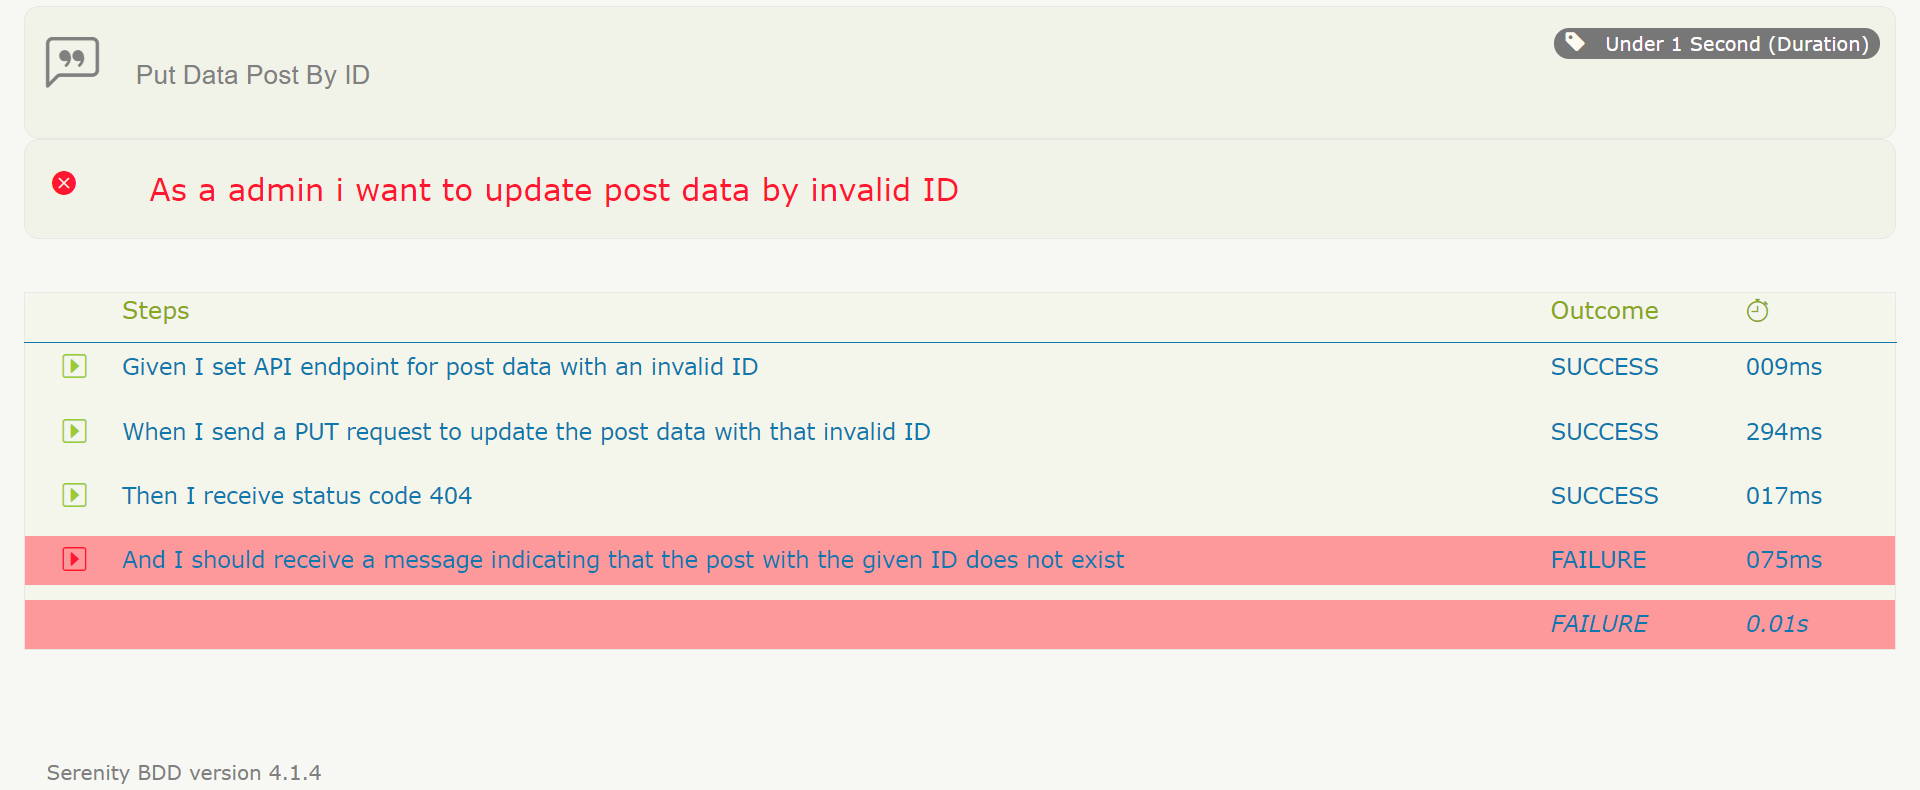 Put Data Post By ID
Under 1 Second (Duration)
As a admin i want to update post data by invalid ID
Steps Outcome
Given I set API endpoint for post data with an invalid ID SUCCESS 009ms
When I send a PUT request to update the post data with that invalid ID SUCCESS 294ms
Then I receive status code 404 SUCCESS 017ms
And I should receive a message indicating that the post with the given ID does not exist FAILURE 075ms
FAILURE 0.01s
Serenity BDD version 4.1.4